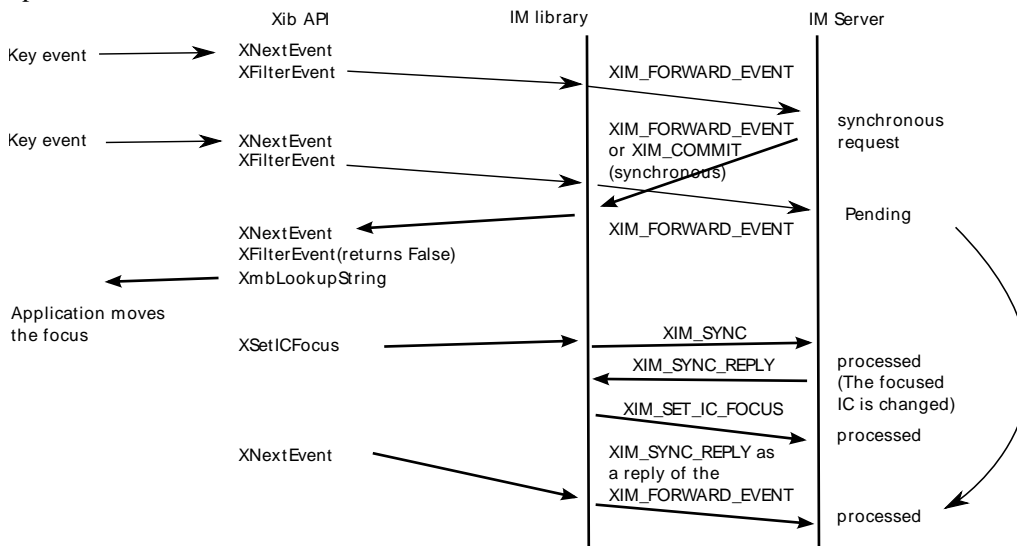 Xib API
IM library
IM Server
Key event
XNextEvent
XFilterEvent
XIM_FORWARD_EVENT
synchronous
request
Key event
XNextEvent
XFilterEvent
XIM_FORWARD_EVENT
or XIM_COMMIT
(synchronous)
Pending
XIM_FORWARD_EVENT
XNextEvent
XFilterEvent(returns False)
XmbLookupString
Application moves
the focus
XSetICFocus
XIM_SYNC
XIM_SYNC_REPLY
processed
(The focused
IC is changed)
XIM_SET_IC_FOCUS
processed
XNextEvent
XIM_SYNC_REPLY as
a reply of the
XIM_FORWARD_EVENT
processed